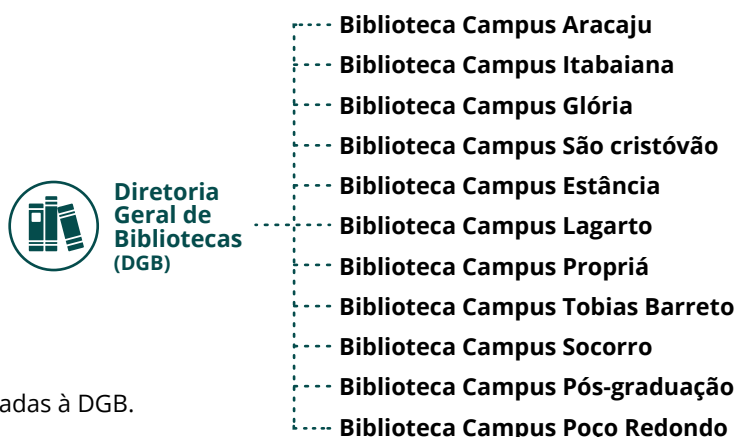 Biblioteca Campus Aracaju
Biblioteca Campus Itabaiana
Biblioteca Campus Glória
Biblioteca Campus São cristóvão
Diretoria
Geral de
Bibliotecas
(DGB)
Biblioteca Campus Estância
Biblioteca Campus Lagarto
Biblioteca Campus Propriá
Biblioteca Campus Tobias Barreto
Biblioteca Campus Socorro
Biblioteca Campus Pós-graduação
adas à DGB.
Biblioteca Campus Poço Redondo